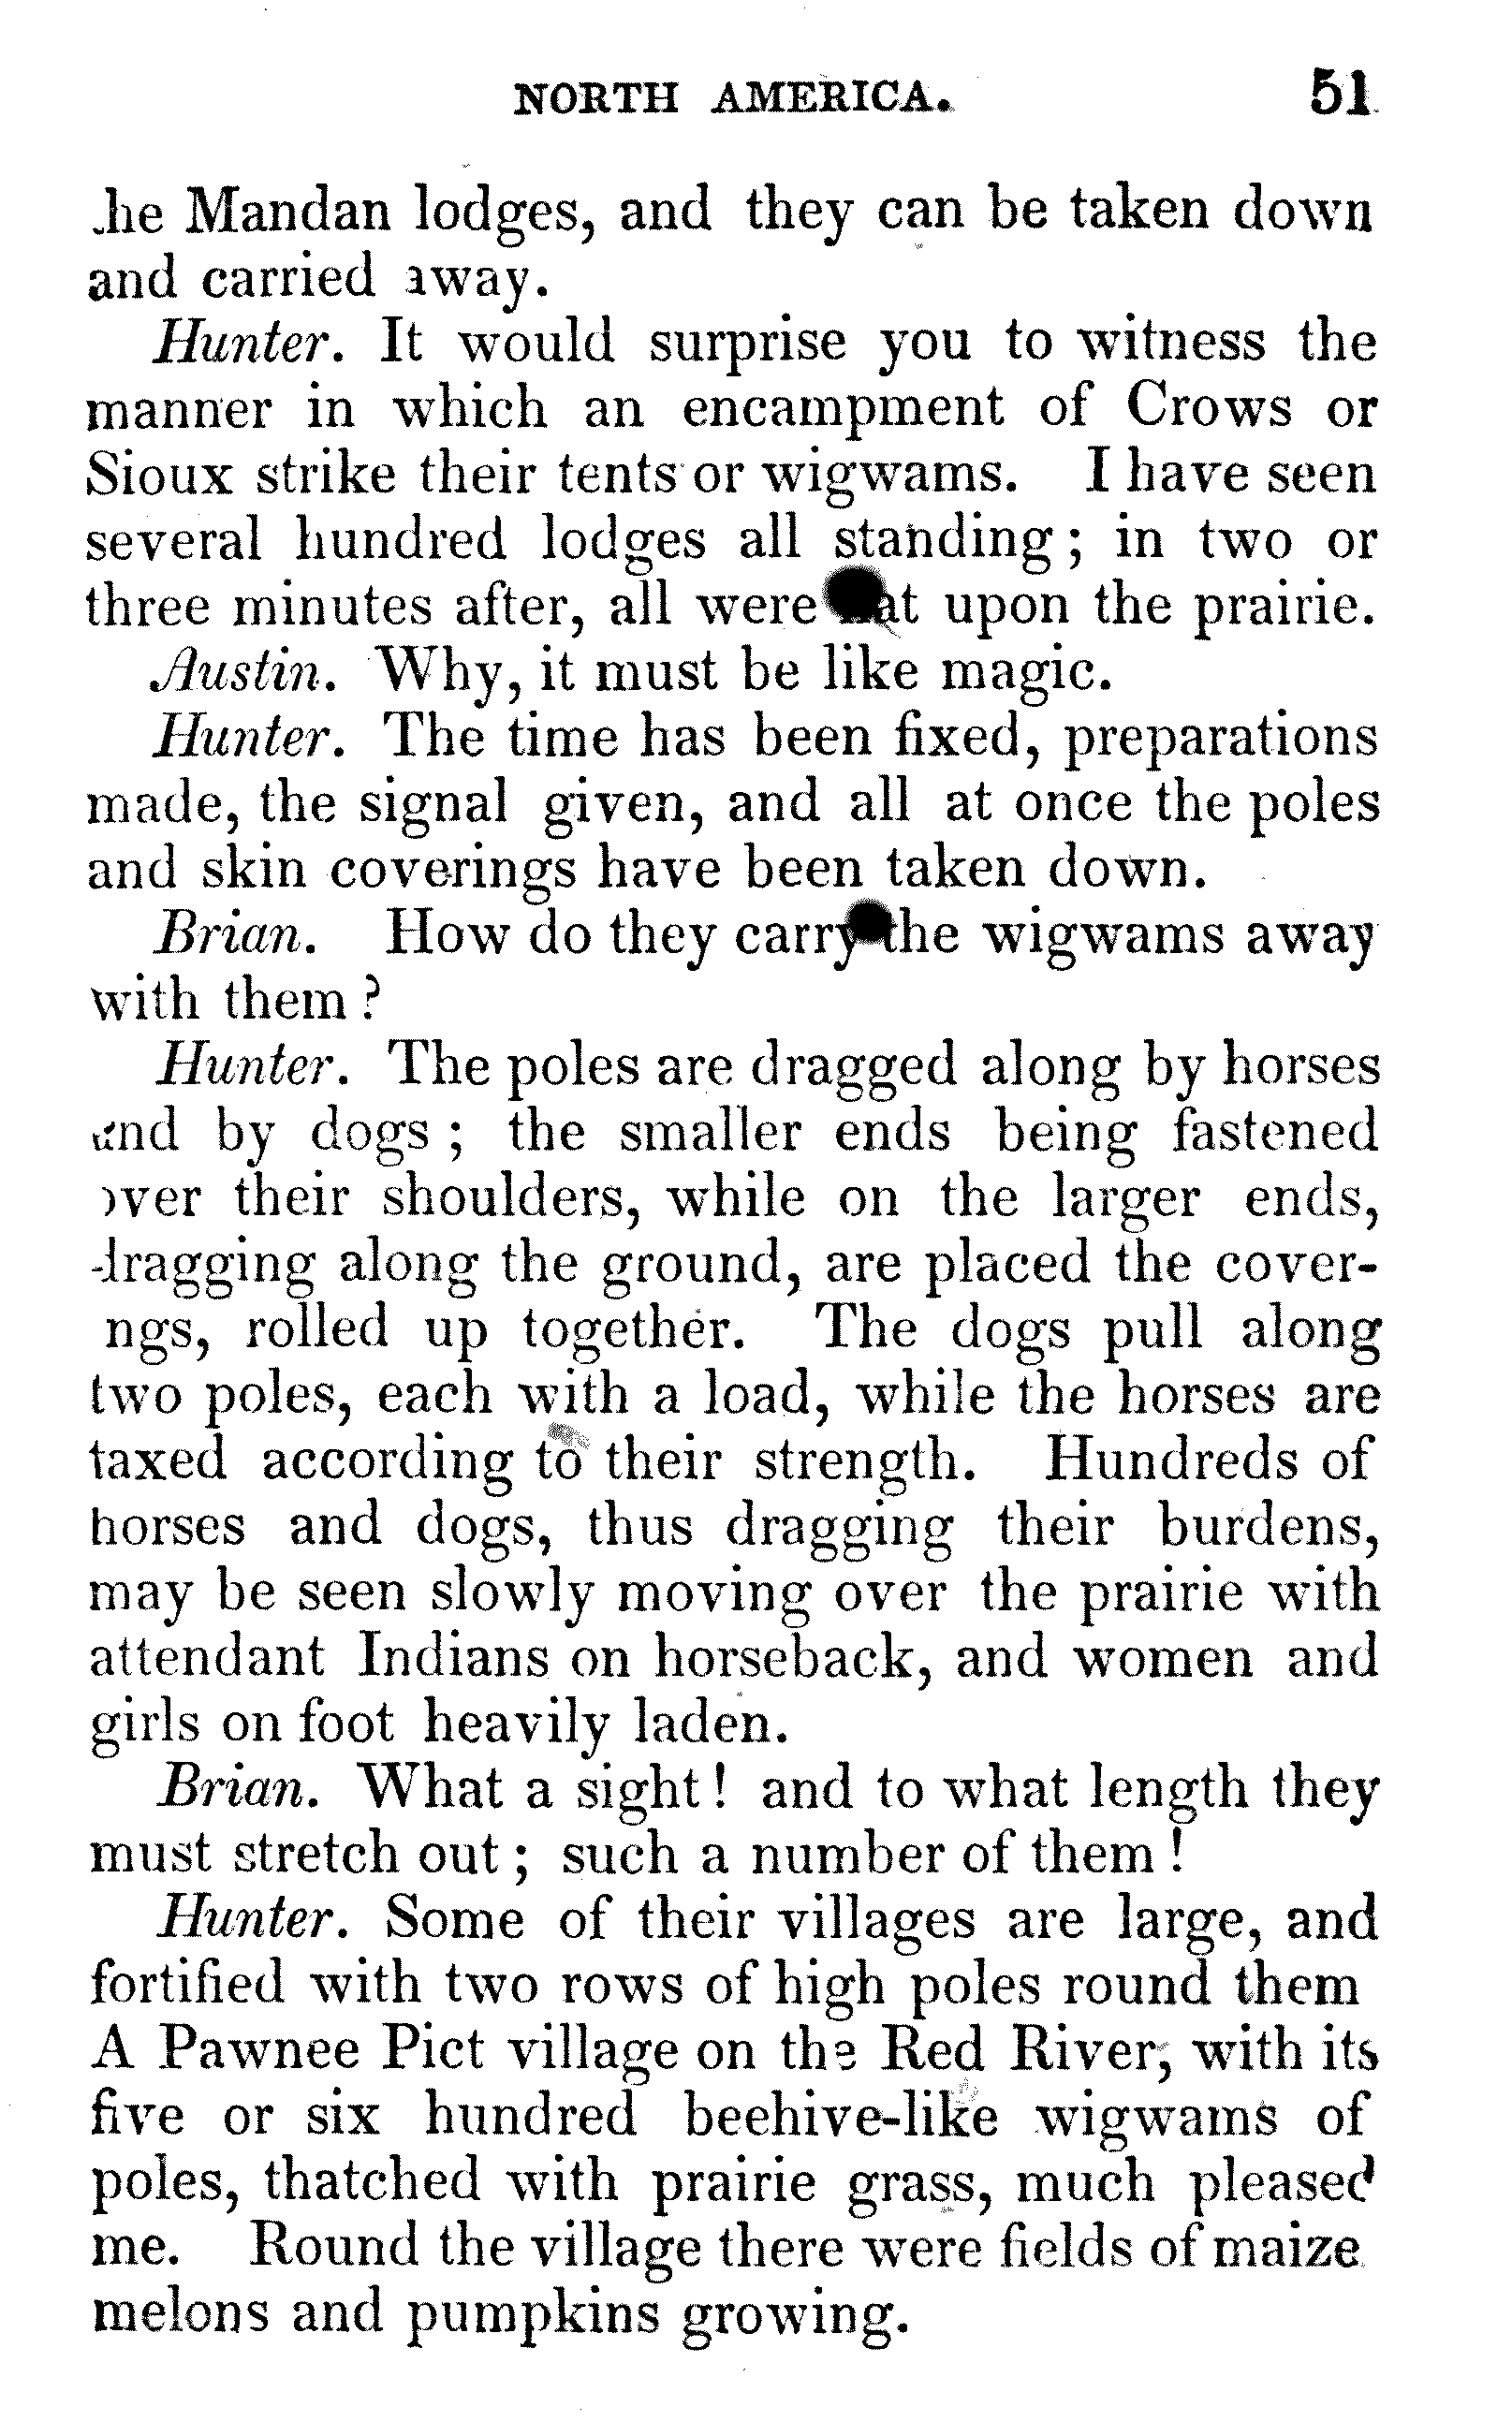 NORTH AMERICA. 51
he Mandan lodges, and they can be taken down
and carried away.
Hunter. It would surprise you to witness the
manner in which an encampment of Crows or
Sioux strike their tents or wigwams. I have seen
several hundred lodges all standing; in two or
three minutes after, all were upon the prairie.
Austin. Why, it must be like magic.
Hunter. The time has been fixed, preparations
made, the signal given, and all at once the poles
and skin coverings have been taken down.
Brian. How do they carry the wigwams away
with them?
Hunter. The poles are dragged along by horses
and by dogs; the smaller ends being fastened
over their shoulders, while on the larger ends,
dragging along the ground, are placed the cover-
ngs, rolled up together. The dogs pull along
two poles, each with a load, while the horses are
taxed according to their strength. Hundreds of
horses and dogs, thus dragging their burdens,
may be seen slowly moving over the prairie with
attendant Indians on horseback, and women and
girls on foot heavily laden.
Brian. What a sight! and to what length they
must stretch out; such a number of them!
Hunter. Some of their villages are large, and
fortified with two rows of high poles round them
A Pawnee Pict village on the Red River, with its
five or six hundred beehive-like wigwams of
poles, thatched with prairie grass, much pleased
me. Round the village there were fields of maize
melons and pumpkins growing.